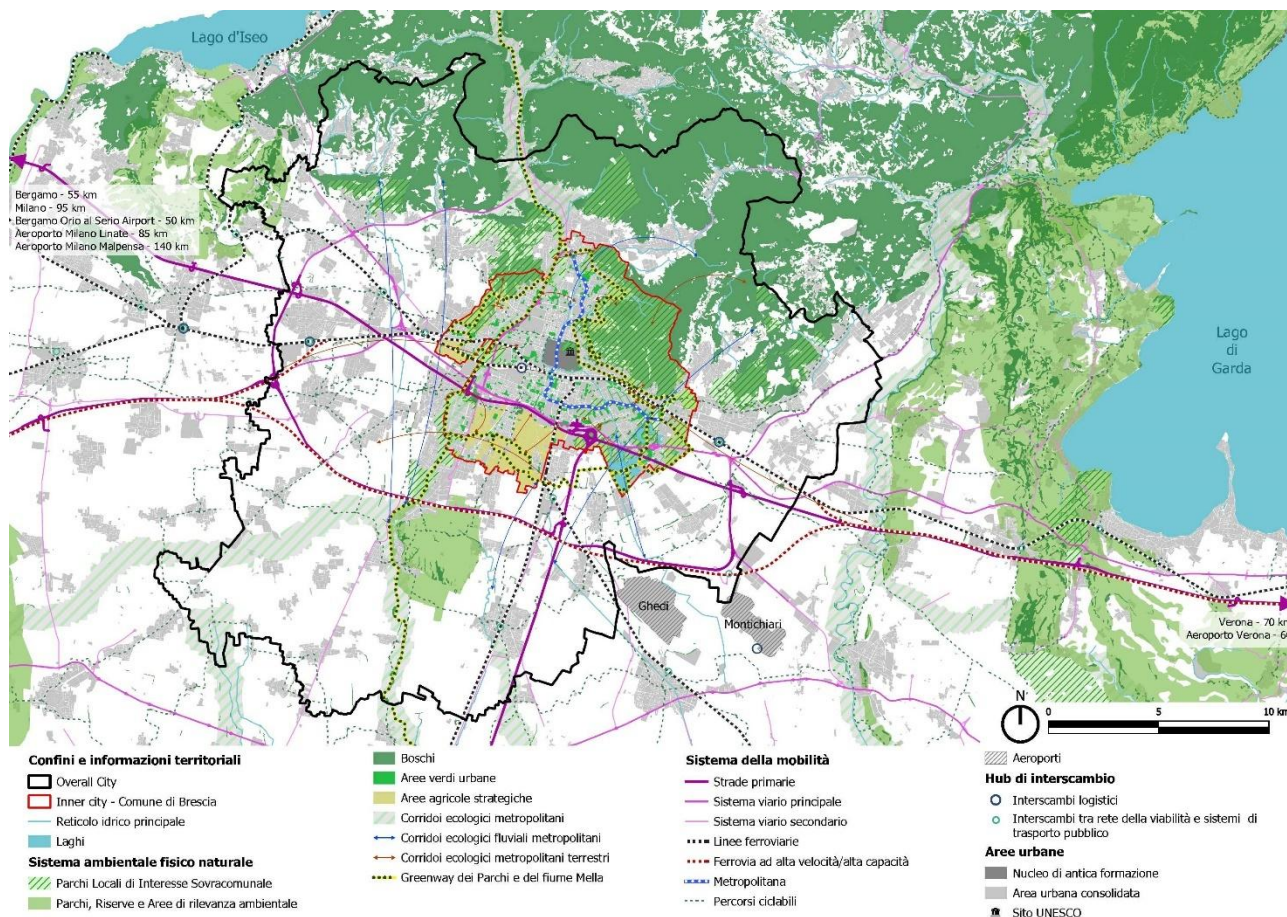 Lago d'Iseo
Bergamo - 55 km
Milano - 95 km
Bergamo Orio al Serio Airport - 50 km
Aeroporto Milano Linate - 85 km
Aeroporto Milano Malpensa - 140 km
Lago
di
Garda
Ghedi
Montichiari
Verona - 70 km
Aeroporto Verona - 6
N
0 5 10 km
Confini e informazioni territoriali
Overall City
Inner city - Comune di Brescia
Reticolo idrico principale
Laghi
Sistema ambientale fisico naturale
Parchi Locali di Interesse Sovracomunale
Parchi, Riserve e Aree di rilevanza ambientale
Boschi
Aree verdi urbane
Aree agricole strategiche
Corridoi ecologici metropolitani
Corridoi ecologici fluviali metropolitani
Corridoi ecologici metropolitani terrestri
Greenway dei Parchi e del fiume Mella
Sistema della mobilità
Strade primarie
Sistema viario principale
Sistema viario secondario
Linee ferroviarie
Ferrovia ad alta velocità/alta capacità
Metropolitana
Percorsi ciclabili
Aeroporti
Hub di interscambio
Interscambi logistici
Interscambi tra rete della viabilità e sistemi di
trasporto pubblico
Aree urbane
Nucleo di antica formazione
Area urbana consolidata
Sito UNESCO